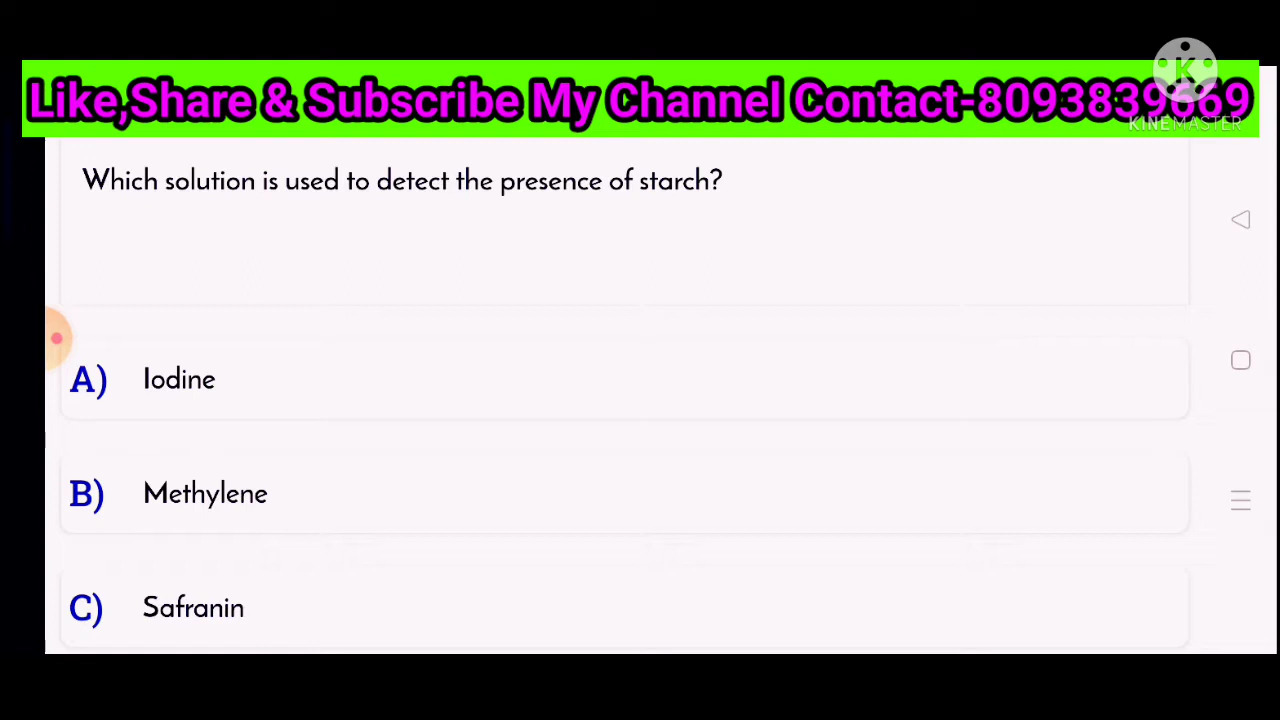 Like,Share & Subscribe My Channel Contact-8093839669
KINEMASTER
Which solution is used to detect the presence of starch?
A) Iodine
B) Methylene
C) Safranin